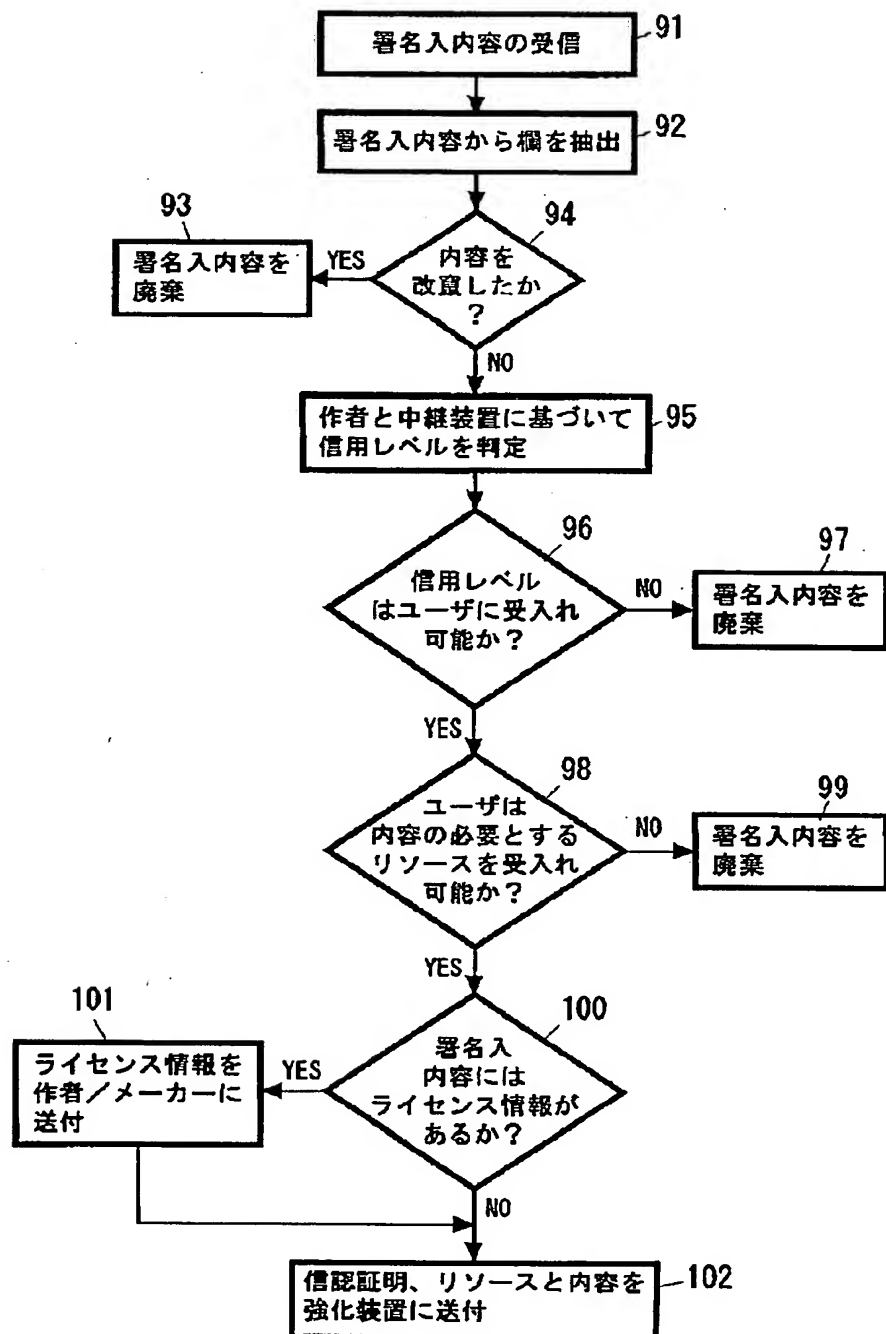 署名入内容の受信
91
署名入内容から欄を抽出
92
93
署名入内容を
廃棄
YES
94
内容を
改竄したか
?
NO
作者と中継装置に基づいて
信用レベルを判定
95
96
信用レベル
はユーザに受入れ
可能か?
NO
97
署名入内容を
廃棄
YES
98
ユーザは
内容の必要とする
リソースを受入れ
可能か?
NO
99
署名入内容を
廃棄
YES
100
署名入
内容には
ライセンス情報が
あるか?
YES
101
ライセンス情報を
作者/メーカーに
送付
NO
信認証明、リソースと内容を
強化装置に送付
102